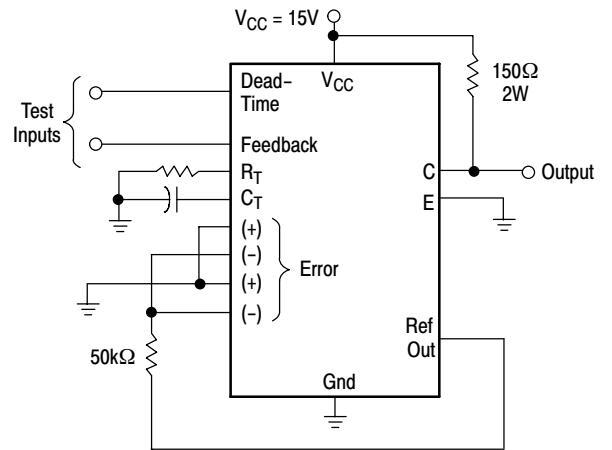 V_CC = 15V
Test
Inputs
Dead-
Time
V_CC
150Ω
2W
Feedback
R_T
C
Output
C_T
E
(+)
(−)
Error
(+)
(−)
Ref
Out
50kΩ
Gnd